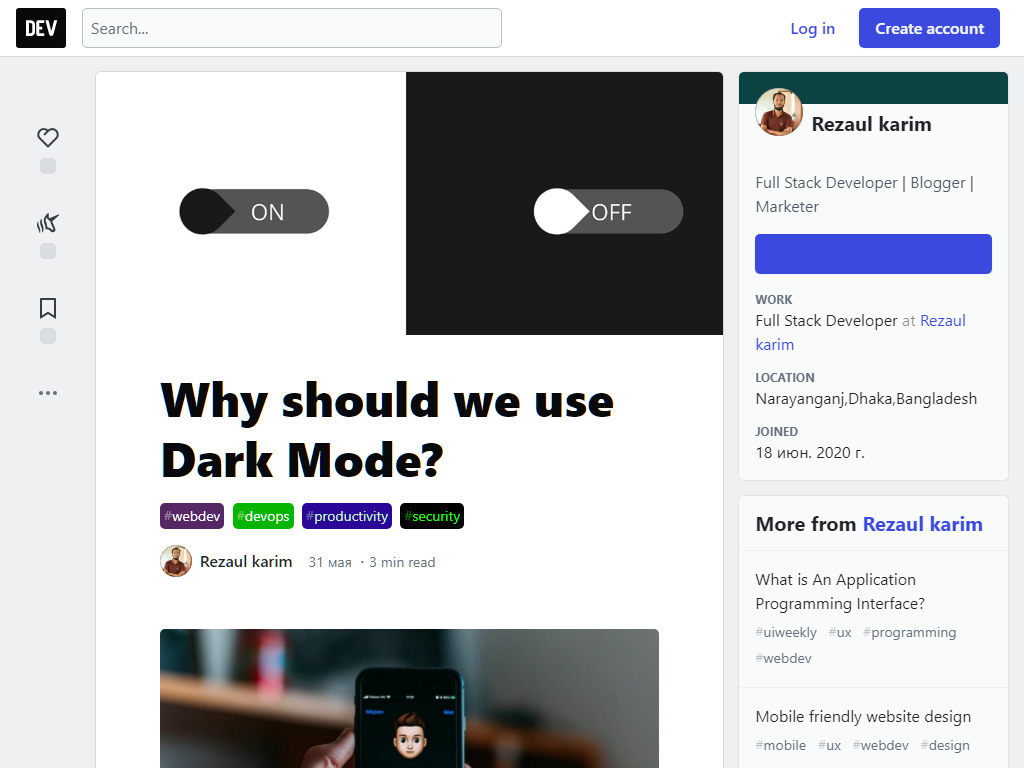 DEV
Search...
Log in
Create account
ON
OFF
Why should we use
Dark Mode?
#webdev #devops #productivity #security
Rezaul karim 31 мая · 3 min read
Rezaul karim
Full Stack Developer | Blogger |
Marketer
WORK
Full Stack Developer at Rezaul
karim
LOCATION
Narayanganj,Dhaka,Bangladesh
JOINED
18 июн. 2020 г.
More from Rezaul karim
What is An Application
Programming Interface?
#uiweekly #ux #programming
#webdev
Mobile friendly website design
#mobile #ux #webdev #design